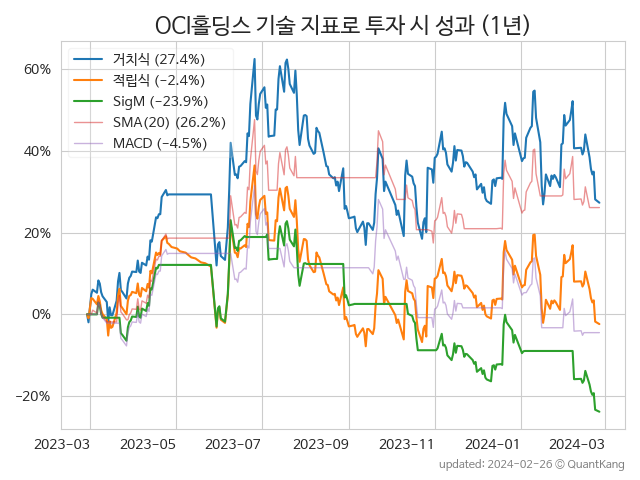 OCI홀딩스 기술 지표로 투자 시 성과 (1년)
거치식 (27.4%)
적립식 (−2.4%)
SigM (−23.9%)
SMA(20) (26.2%)
MACD (−4.5%)
60%
40%
20%
0%
−20%
2023-03 2023-05 2023-07 2023-09 2023-11 2024-01 2024-03
updated: 2024-02-26 © QuantKang